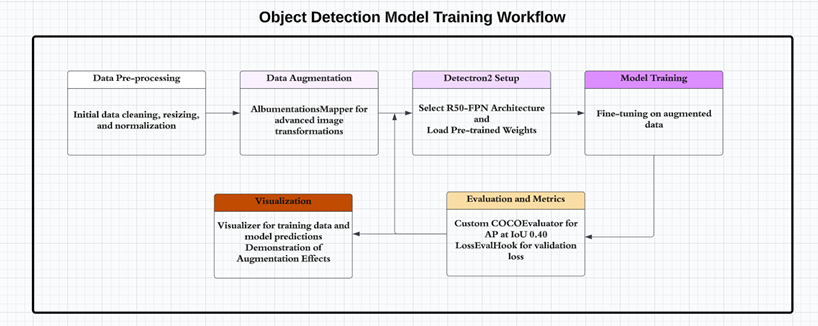 Object Detection Model Training Workflow
Data Pre-processing
Initial data cleaning, resizing,
and normalization
Data Augmentation
AlbumentationsMapper for
advanced image
transformations
Detectron2 Setup
Select R50-FPN Architecture
and
Load Pre-trained Weights
Model Training
Fine-tuning on augmented
data
Visualization
Visualizer for training data and
model predictions
Demonstration of
Augmentation Effects
Evaluation and Metrics
Custom COCOEvaluator for
AP at IoU 0.40
LossEvalHook for validation
loss